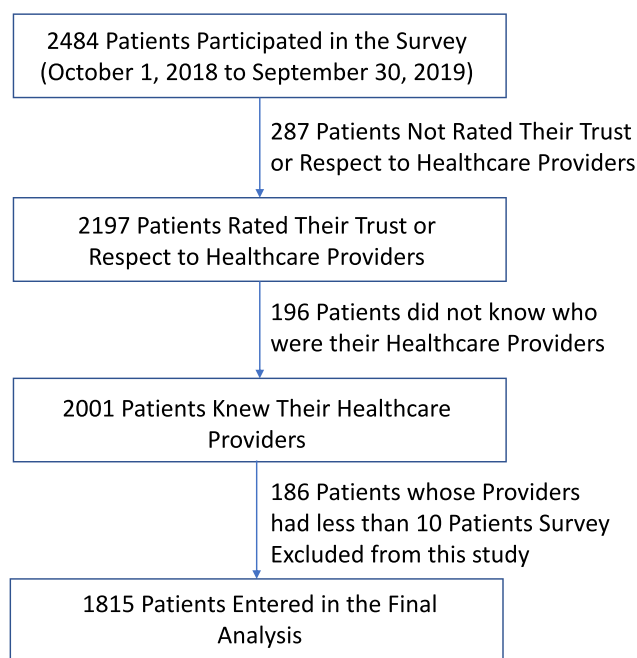 2484 Patients Participated in the Survey
(October 1, 2018 to September 30, 2019)
287 Patients Not Rated Their Trust
or Respect to Healthcare Providers
2197 Patients Rated Their Trust or
Respect to Healthcare Providers
196 Patients did not know who
were their Healthcare Providers
2001 Patients Knew Their Healthcare
Providers
186 Patients whose Providers
had less than 10 Patients Survey
Excluded from this study
1815 Patients Entered in the Final
Analysis